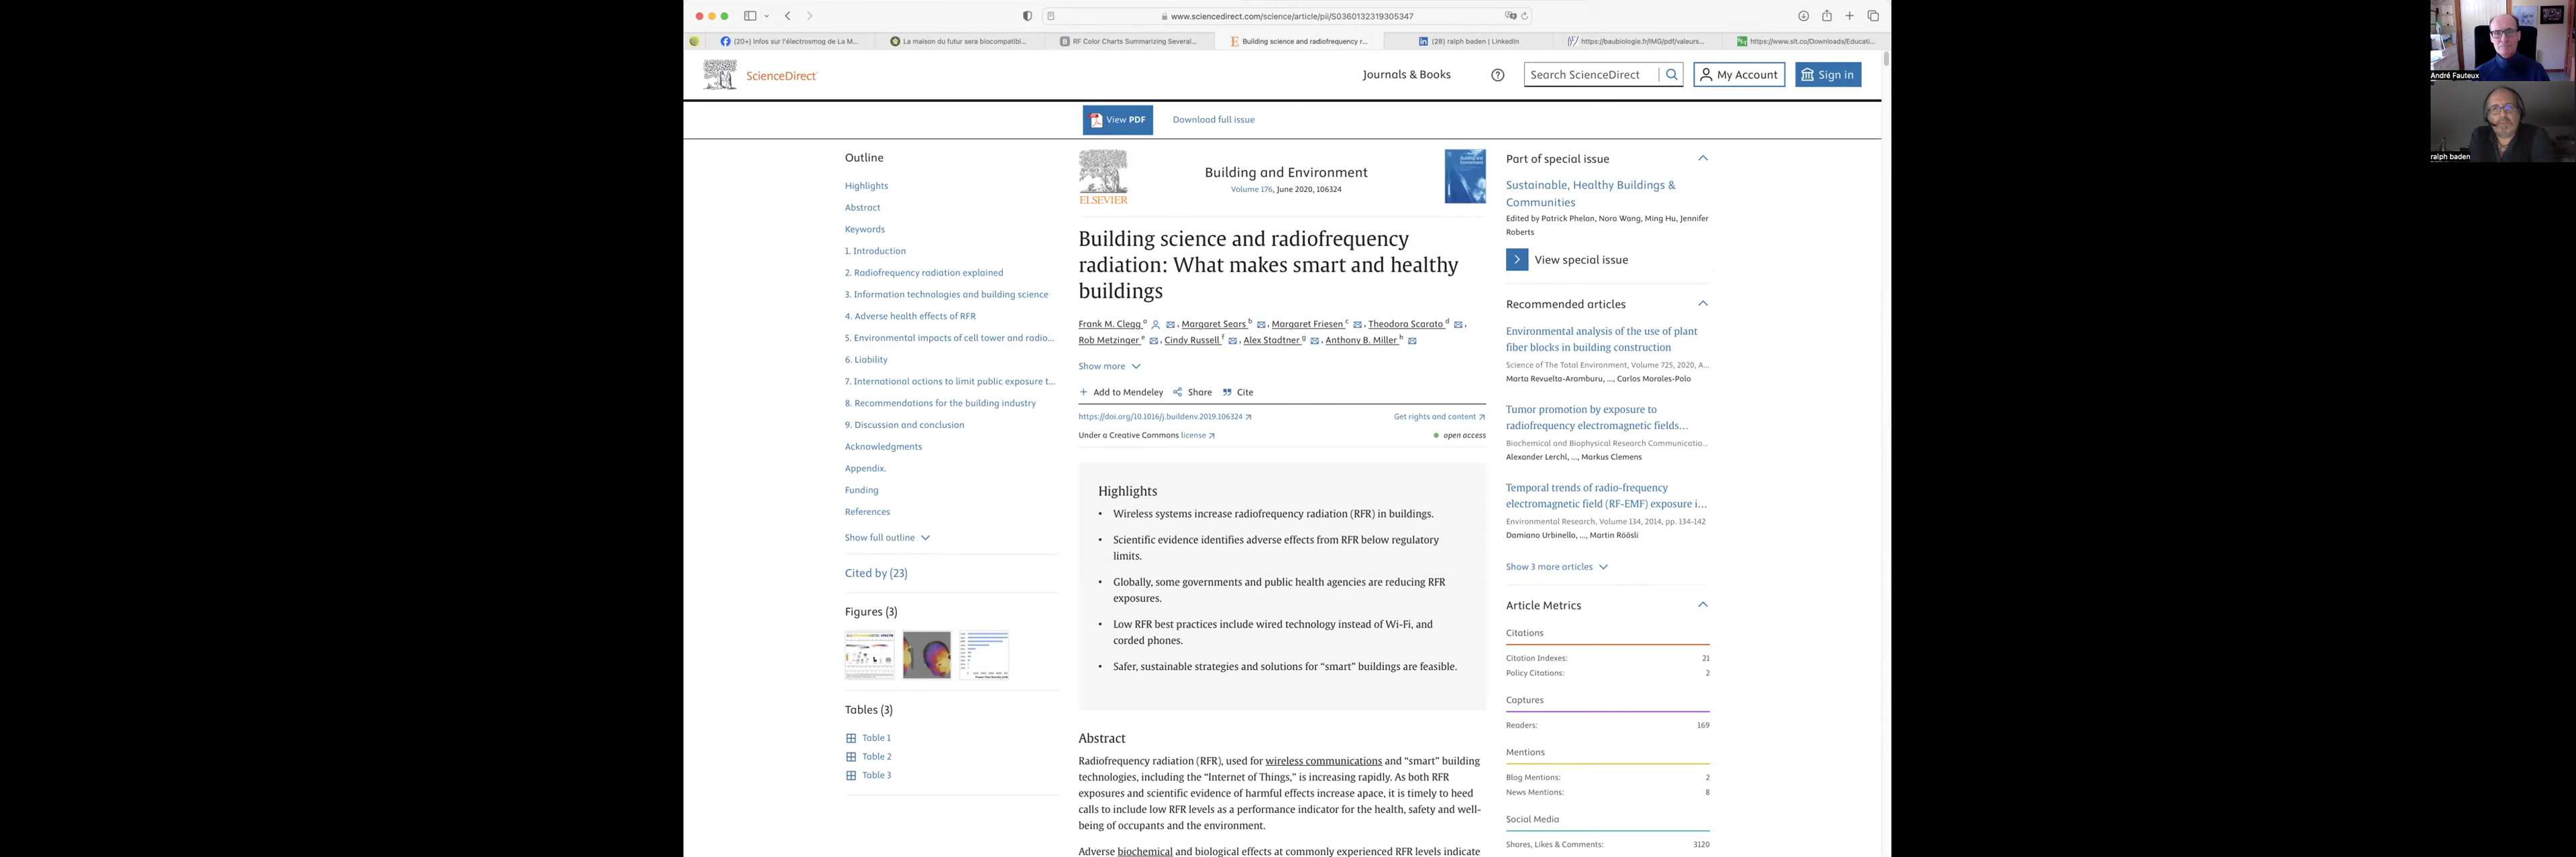 www.sciencedirect.com/science/article/pii/S0360132319305347
(20+) Infos sur l'électrosmog de La M...
La maison du futur sera biocompatibl...
RF Color Charts Summarizing Several...
Building science and radiofrequency r...
(28) ralph baden | LinkedIn
https://baubiologie.fr/IMG/pdf/valeurs...
https://www.slt.co/Downloads/Educati...
ScienceDirect
Journals & Books
Search ScienceDirect
My Account
Sign in
View PDF
Download full issue
Outline
Highlights
Abstract
Keywords
1. Introduction
2. Radiofrequency radiation explained
3. Information technologies and building science
4. Adverse health effects of RFR
5. Environmental impacts of cell tower and radio...
6. Liability
7. International actions to limit public exposure t...
8. Recommendations for the building industry
9. Discussion and conclusion
Acknowledgments
Appendix.
Funding
References
Show full outline
Cited by (23)
Figures (3)
Tables (3)
Table 1
Table 2
Table 3
ELSEVIER
Building and Environment
Volume 176, June 2020, 106324
Building science and radiofrequency
radiation: What makes smart and healthy
buildings
Frank M. Clegg a, Margaret Sears b, Margaret Friesen c, Theodora Scarato d,
Rob Metzinger e, Cindy Russell f, Alex Stadtner g, Anthony B. Miller h
Show more
Add to Mendeley Share Cite
https://doi.org/10.1016/j.buildenv.2019.106324
Get rights and content
Under a Creative Commons license
open access
Highlights
• Wireless systems increase radiofrequency radiation (RFR) in buildings.
• Scientific evidence identifies adverse effects from RFR below regulatory
limits.
• Globally, some governments and public health agencies are reducing RFR
exposures.
• Low RFR best practices include wired technology instead of Wi-Fi, and
corded phones.
• Safer, sustainable strategies and solutions for “smart” buildings are feasible.
Abstract
Radiofrequency radiation (RFR), used for wireless communications and “smart” building
technologies, including the “Internet of Things,” is increasing rapidly. As both RFR
exposures and scientific evidence of harmful effects increase apace, it is timely to heed
calls to include low RFR levels as a performance indicator for the health, safety and well-
being of occupants and the environment.
Adverse biochemical and biological effects at commonly experienced RFR levels indicate
Part of special issue
Sustainable, Healthy Buildings &
Communities
Edited by Patrick Phelan, Nora Wang, Ming Hu, Jennifer
Roberts
View special issue
Recommended articles
Environmental analysis of the use of plant
fiber blocks in building construction
Science of The Total Environment, Volume 725, 2020, A...
Marta Revuelta-Aramburu, ..., Carlos Morales-Polo
Tumor promotion by exposure to
radiofrequency electromagnetic fields...
Biochemical and Biophysical Research Communicatio...
Alexander Lerchl, ..., Markus Clemens
Temporal trends of radio-frequency
electromagnetic field (RF-EMF) exposure i...
Environmental Research, Volume 134, 2014, pp. 134-142
Damiano Urbinello, ..., Martin Röösli
Show 3 more articles
Article Metrics
Citations
Citation Indexes: 21
Policy Citations: 2
Captures
Readers: 169
Mentions
Blog Mentions: 2
News Mentions: 8
Social Media
Shares, Likes & Comments: 3120
André Fauteux
ralph baden